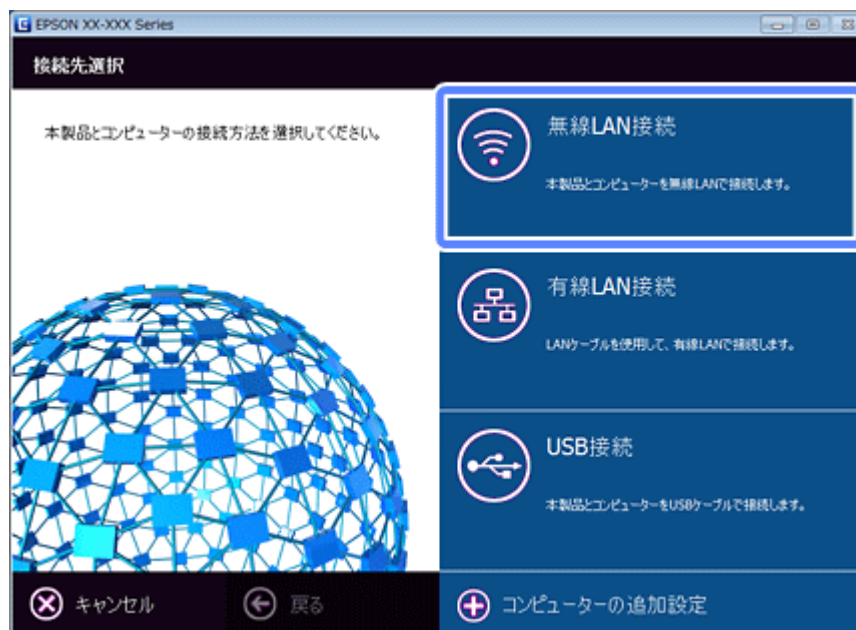 EPSON XX-XXX Series
接続先選択
本製品とコンピューターの接続方法を選択してください。
無線LAN接続
本製品とコンピューターを無線LANで接続します。
有線LAN接続
LANケーブルを使用して、有線LANで接続します。
USB接続
本製品とコンピューターをUSBケーブルで接続します。
キャンセル
戻る
コンピューターの追加設定